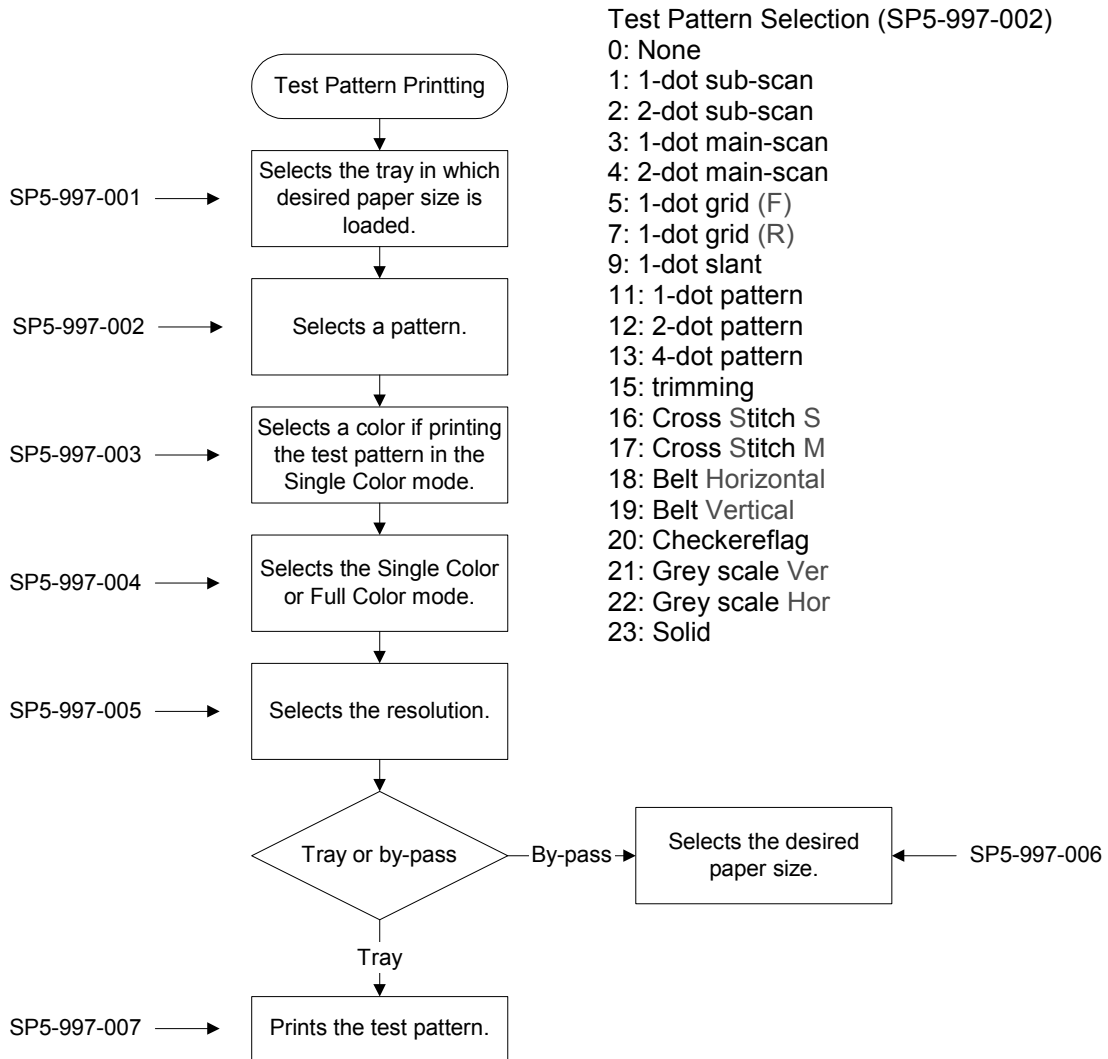 Test Pattern Selection (SP5-997-002)
0: None
1: 1-dot sub-scan
2: 2-dot sub-scan
3: 1-dot main-scan
4: 2-dot main-scan
5: 1-dot grid (F)
7: 1-dot grid (R)
9: 1-dot slant
11: 1-dot pattern
12: 2-dot pattern
13: 4-dot pattern
15: trimming
16: Cross Stitch S
17: Cross Stitch M
18: Belt Horizontal
19: Belt Vertical
20: Checkereflag
21: Grey scale Ver
22: Grey scale Hor
23: Solid
Test Pattern Printting
SP5-997-001
Selects the tray in which
desired paper size is
loaded.
SP5-997-002
Selects a pattern.
SP5-997-003
Selects a color if printing
the test pattern in the
Single Color mode.
SP5-997-004
Selects the Single Color
or Full Color mode.
SP5-997-005
Selects the resolution.
Tray or by-pass
By-pass
Selects the desired
paper size.
SP5-997-006
Tray
SP5-997-007
Prints the test pattern.